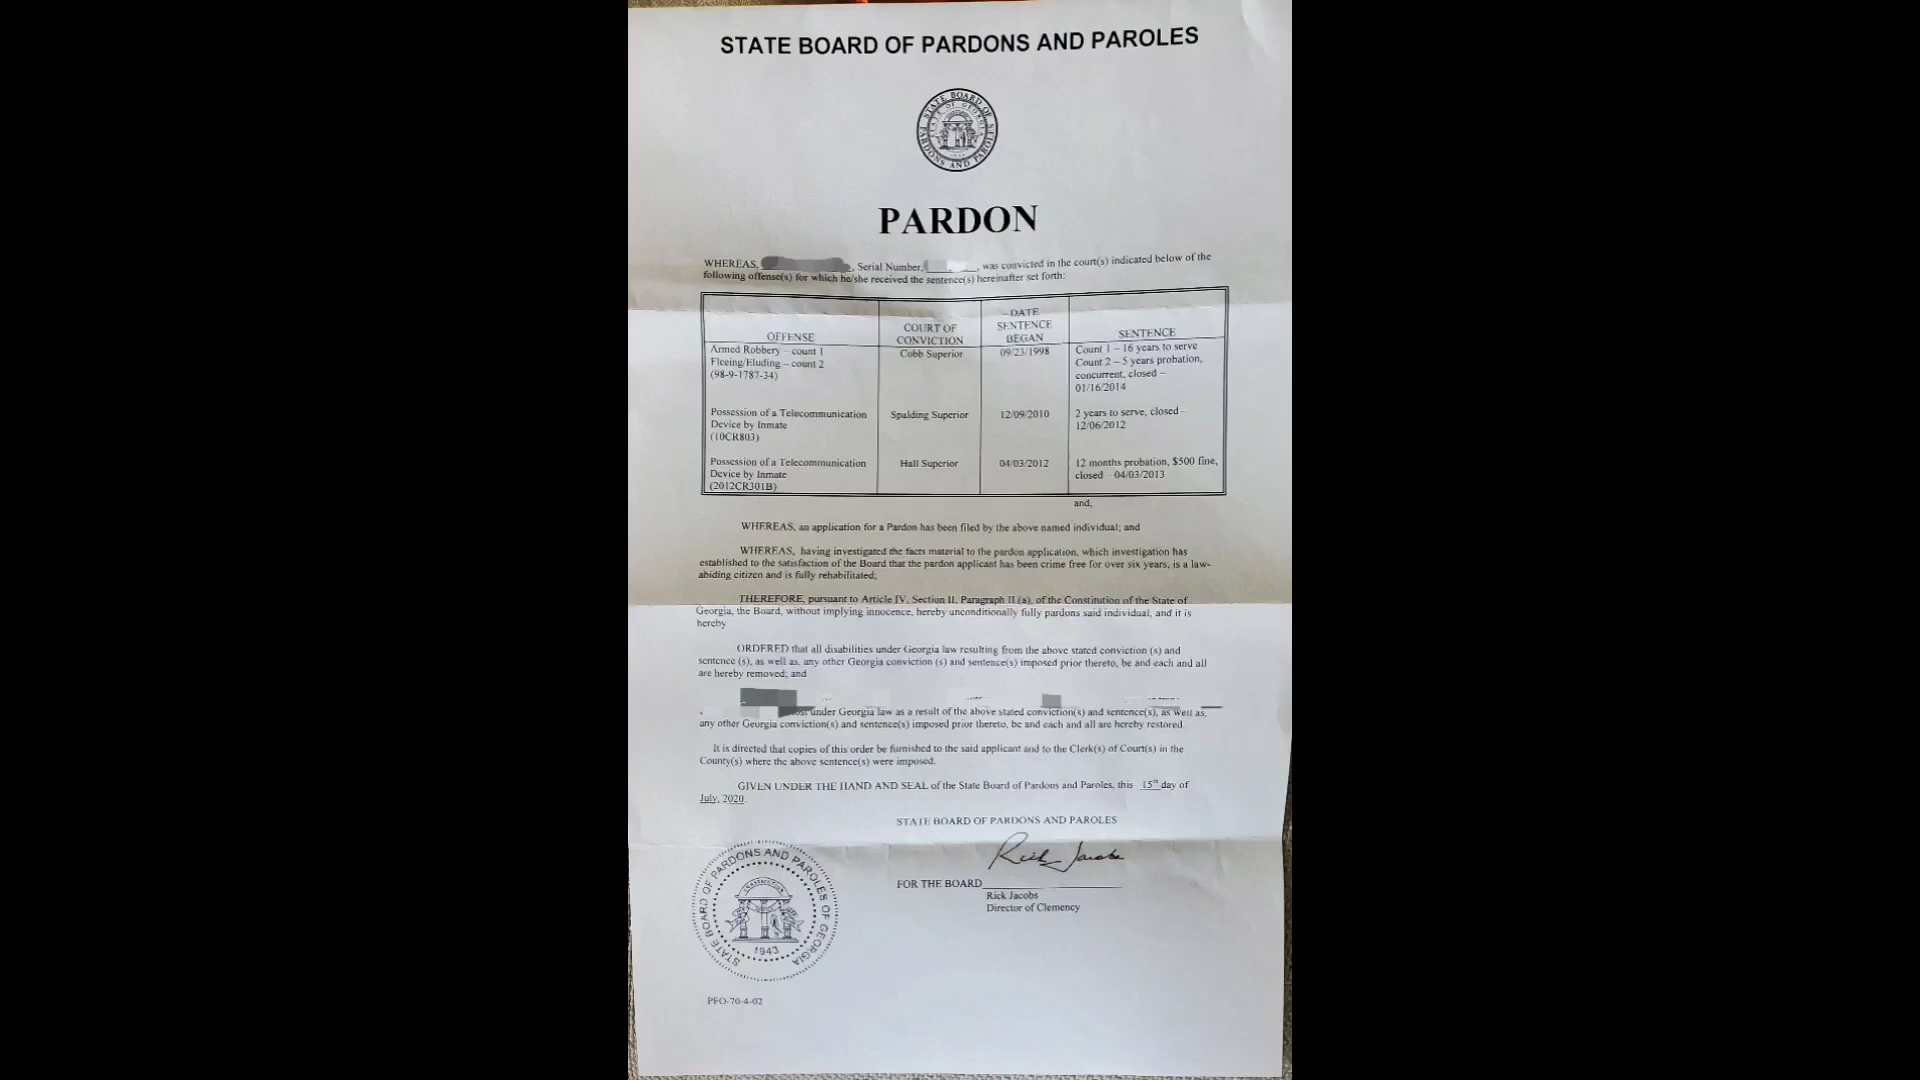 STATE BOARD OF PARDONS AND PAROLES
STATE BOARD OF PARDONS AND PAROLES
STATE OF GEORGIA
PARDON
WHEREAS, , Serial Number, , was convicted in the court(s) indicated below of the
following offense(s) for which he/she received the sentence(s) hereinafter set forth:
OFFENSE
COURT OF CONVICTION
DATE SENTENCE BEGAN
SENTENCE
Armed Robbery – count 1
Fleeing/Eluding – count 2
(98-9-1787-34)
Cobb Superior
09/23/1998
Count 1 – 16 years to serve
Count 2 – 5 years probation,
concurrent, closed –
01/16/2014
Possession of a Telecommunication
Device by Inmate
(10CR803)
Spalding Superior
12/09/2010
2 years to serve, closed –
12/06/2012
Possession of a Telecommunication
Device by Inmate
(2012CR301B)
Hall Superior
04/03/2012
12 months probation, $500 fine,
closed – 04/03/2013
and,
WHEREAS, an application for a Pardon has been filed by the above named individual; and
WHEREAS, having investigated the facts material to the pardon application, which investigation has
established to the satisfaction of the Board that the pardon applicant has been crime free for over six years, is a law-
abiding citizen and is fully rehabilitated;
THEREFORE, pursuant to Article IV, Section II, Paragraph II (a), of the Constitution of the State of
Georgia, the Board, without implying innocence, hereby unconditionally fully pardons said individual, and it is
hereby
ORDERED that all disabilities under Georgia law resulting from the above stated conviction (s) and
sentence (s), as well as, any other Georgia conviction (s) and sentence(s) imposed prior thereto, be and each and all
are hereby removed; and
under Georgia law as a result of the above stated conviction(s) and sentence(s), as well as,
any other Georgia conviction(s) and sentence(s) imposed prior thereto, be and each and all are hereby restored.
It is directed that copies of this order be furnished to the said applicant and to the Clerk(s) of Court(s) in the
County(s) where the above sentence(s) were imposed.
GIVEN UNDER THE HAND AND SEAL of the State Board of Pardons and Paroles, this 15th day of
July, 2020.
STATE BOARD OF PARDONS AND PAROLES
Rick Jacobs
FOR THE BOARD
Rick Jacobs
Director of Clemency
STATE BOARD OF PARDONS AND PAROLES OF GEORGIA
CONSTITUTION
1943
PFO-70-4-02